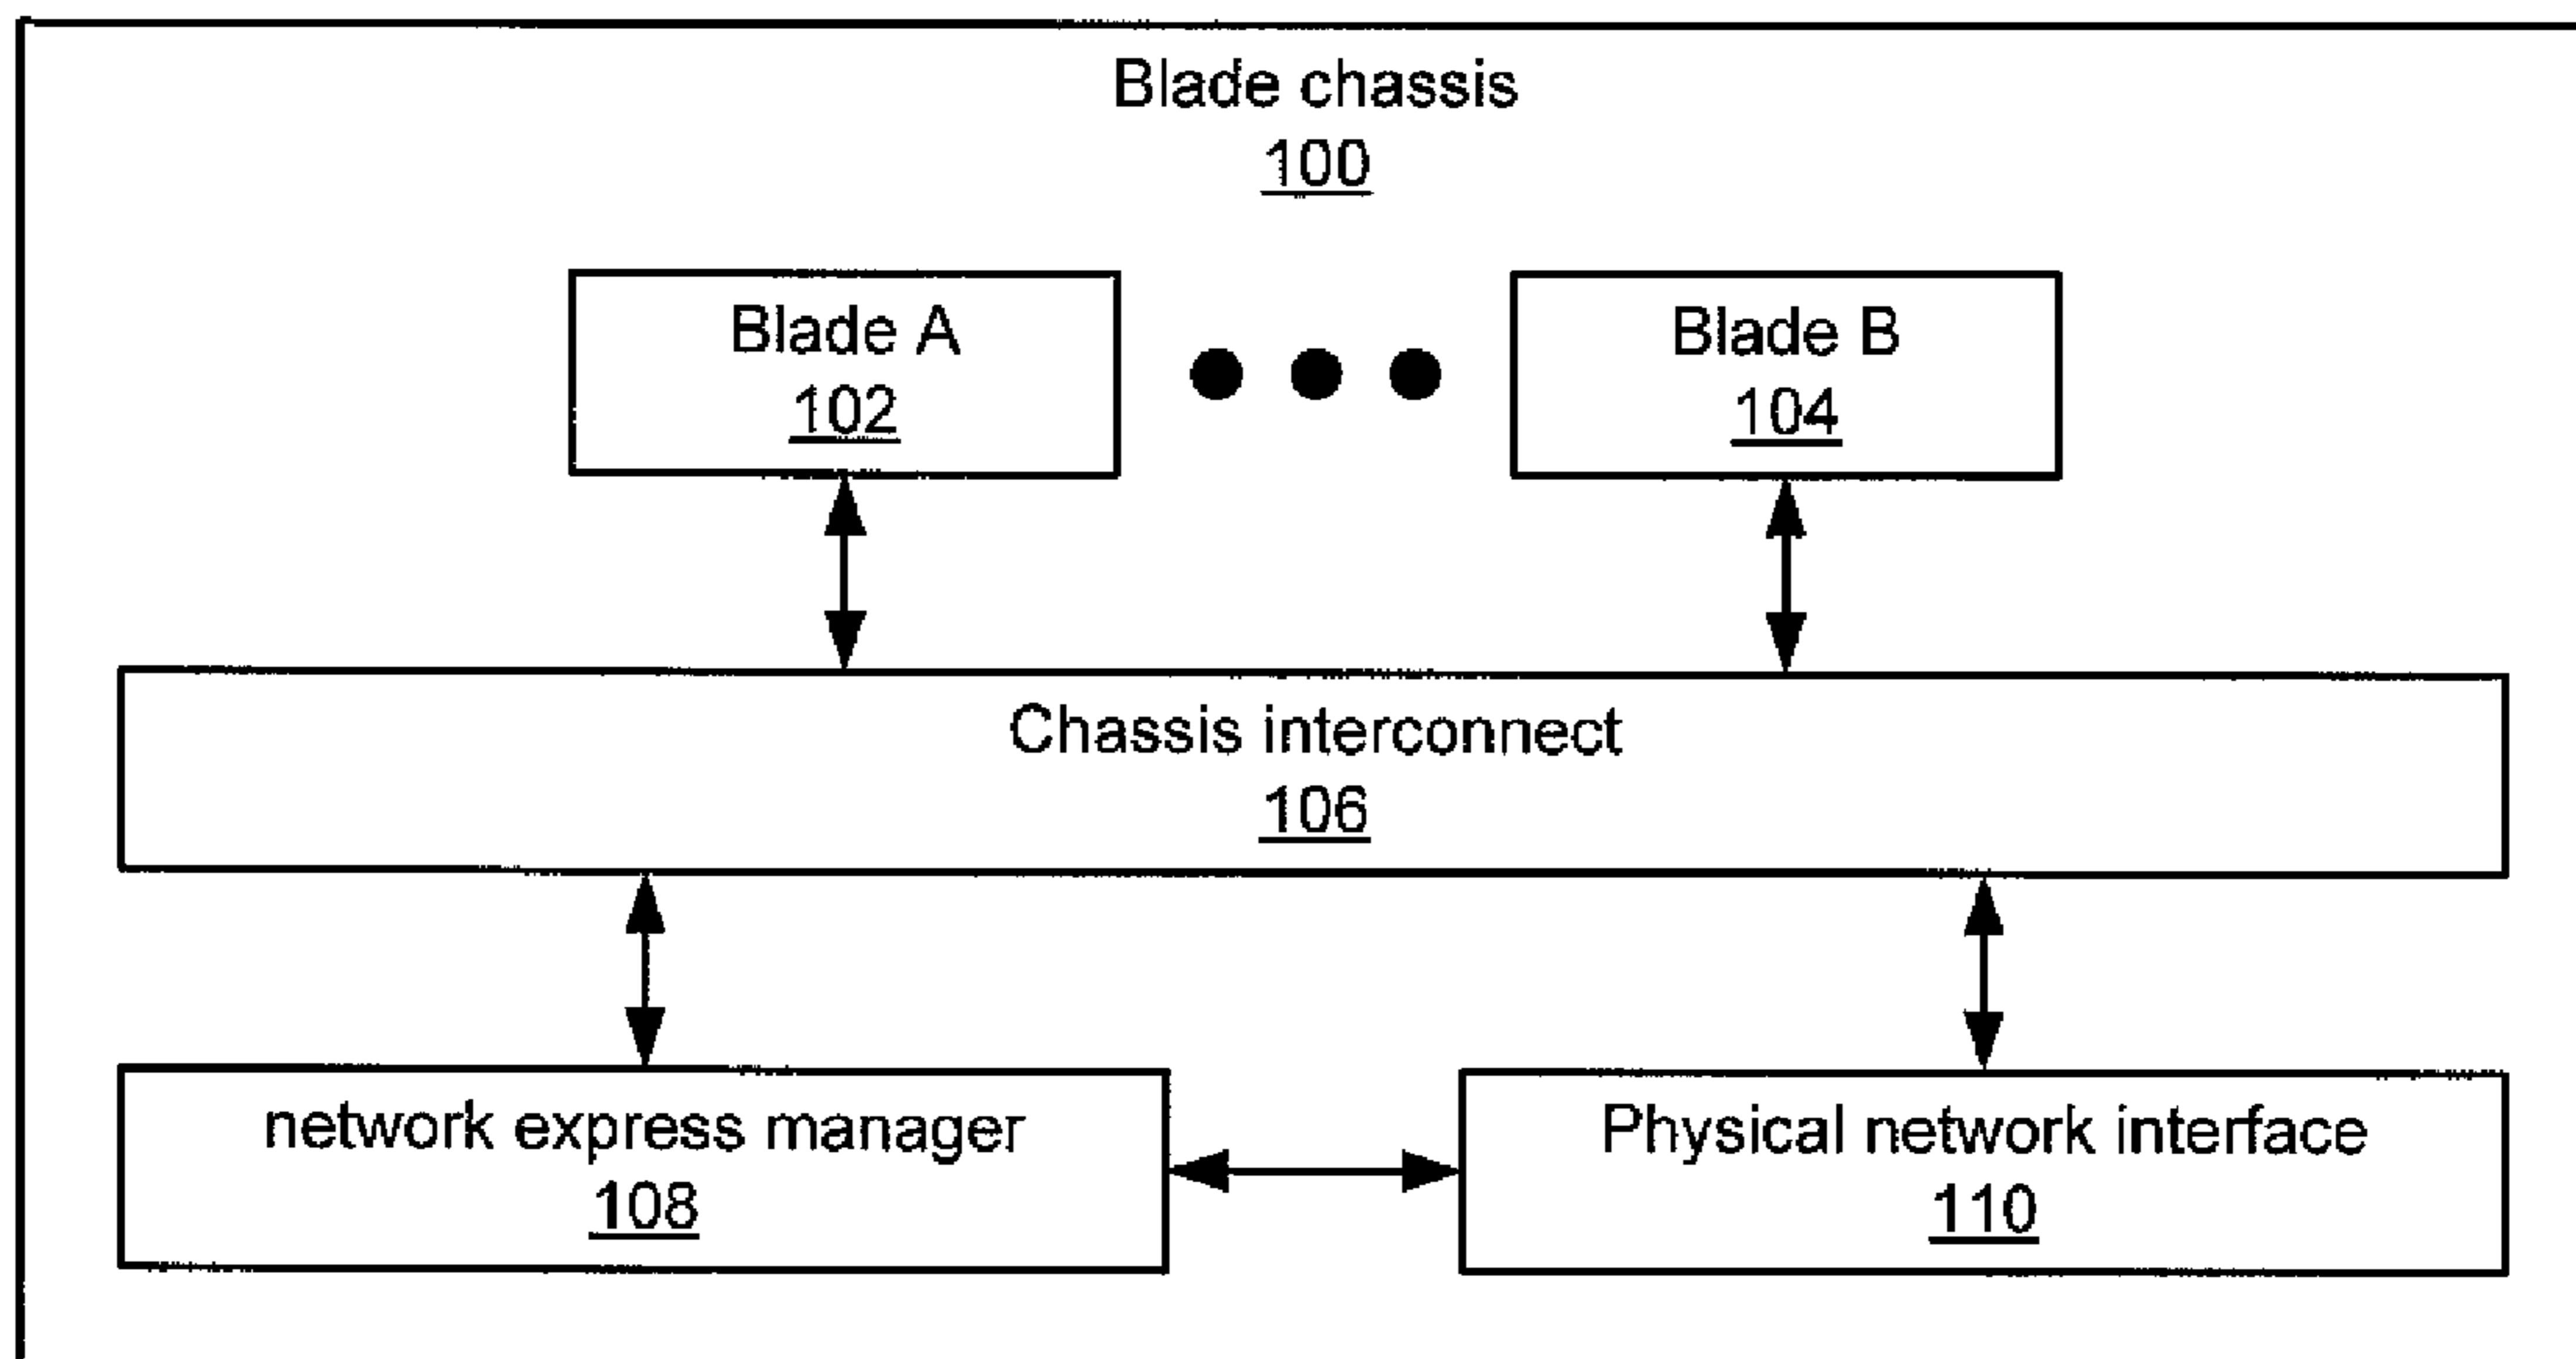 Blade chassis
100
Blade A
102
Blade B
104
Chassis interconnect
106
network express manager
108
Physical network interface
110